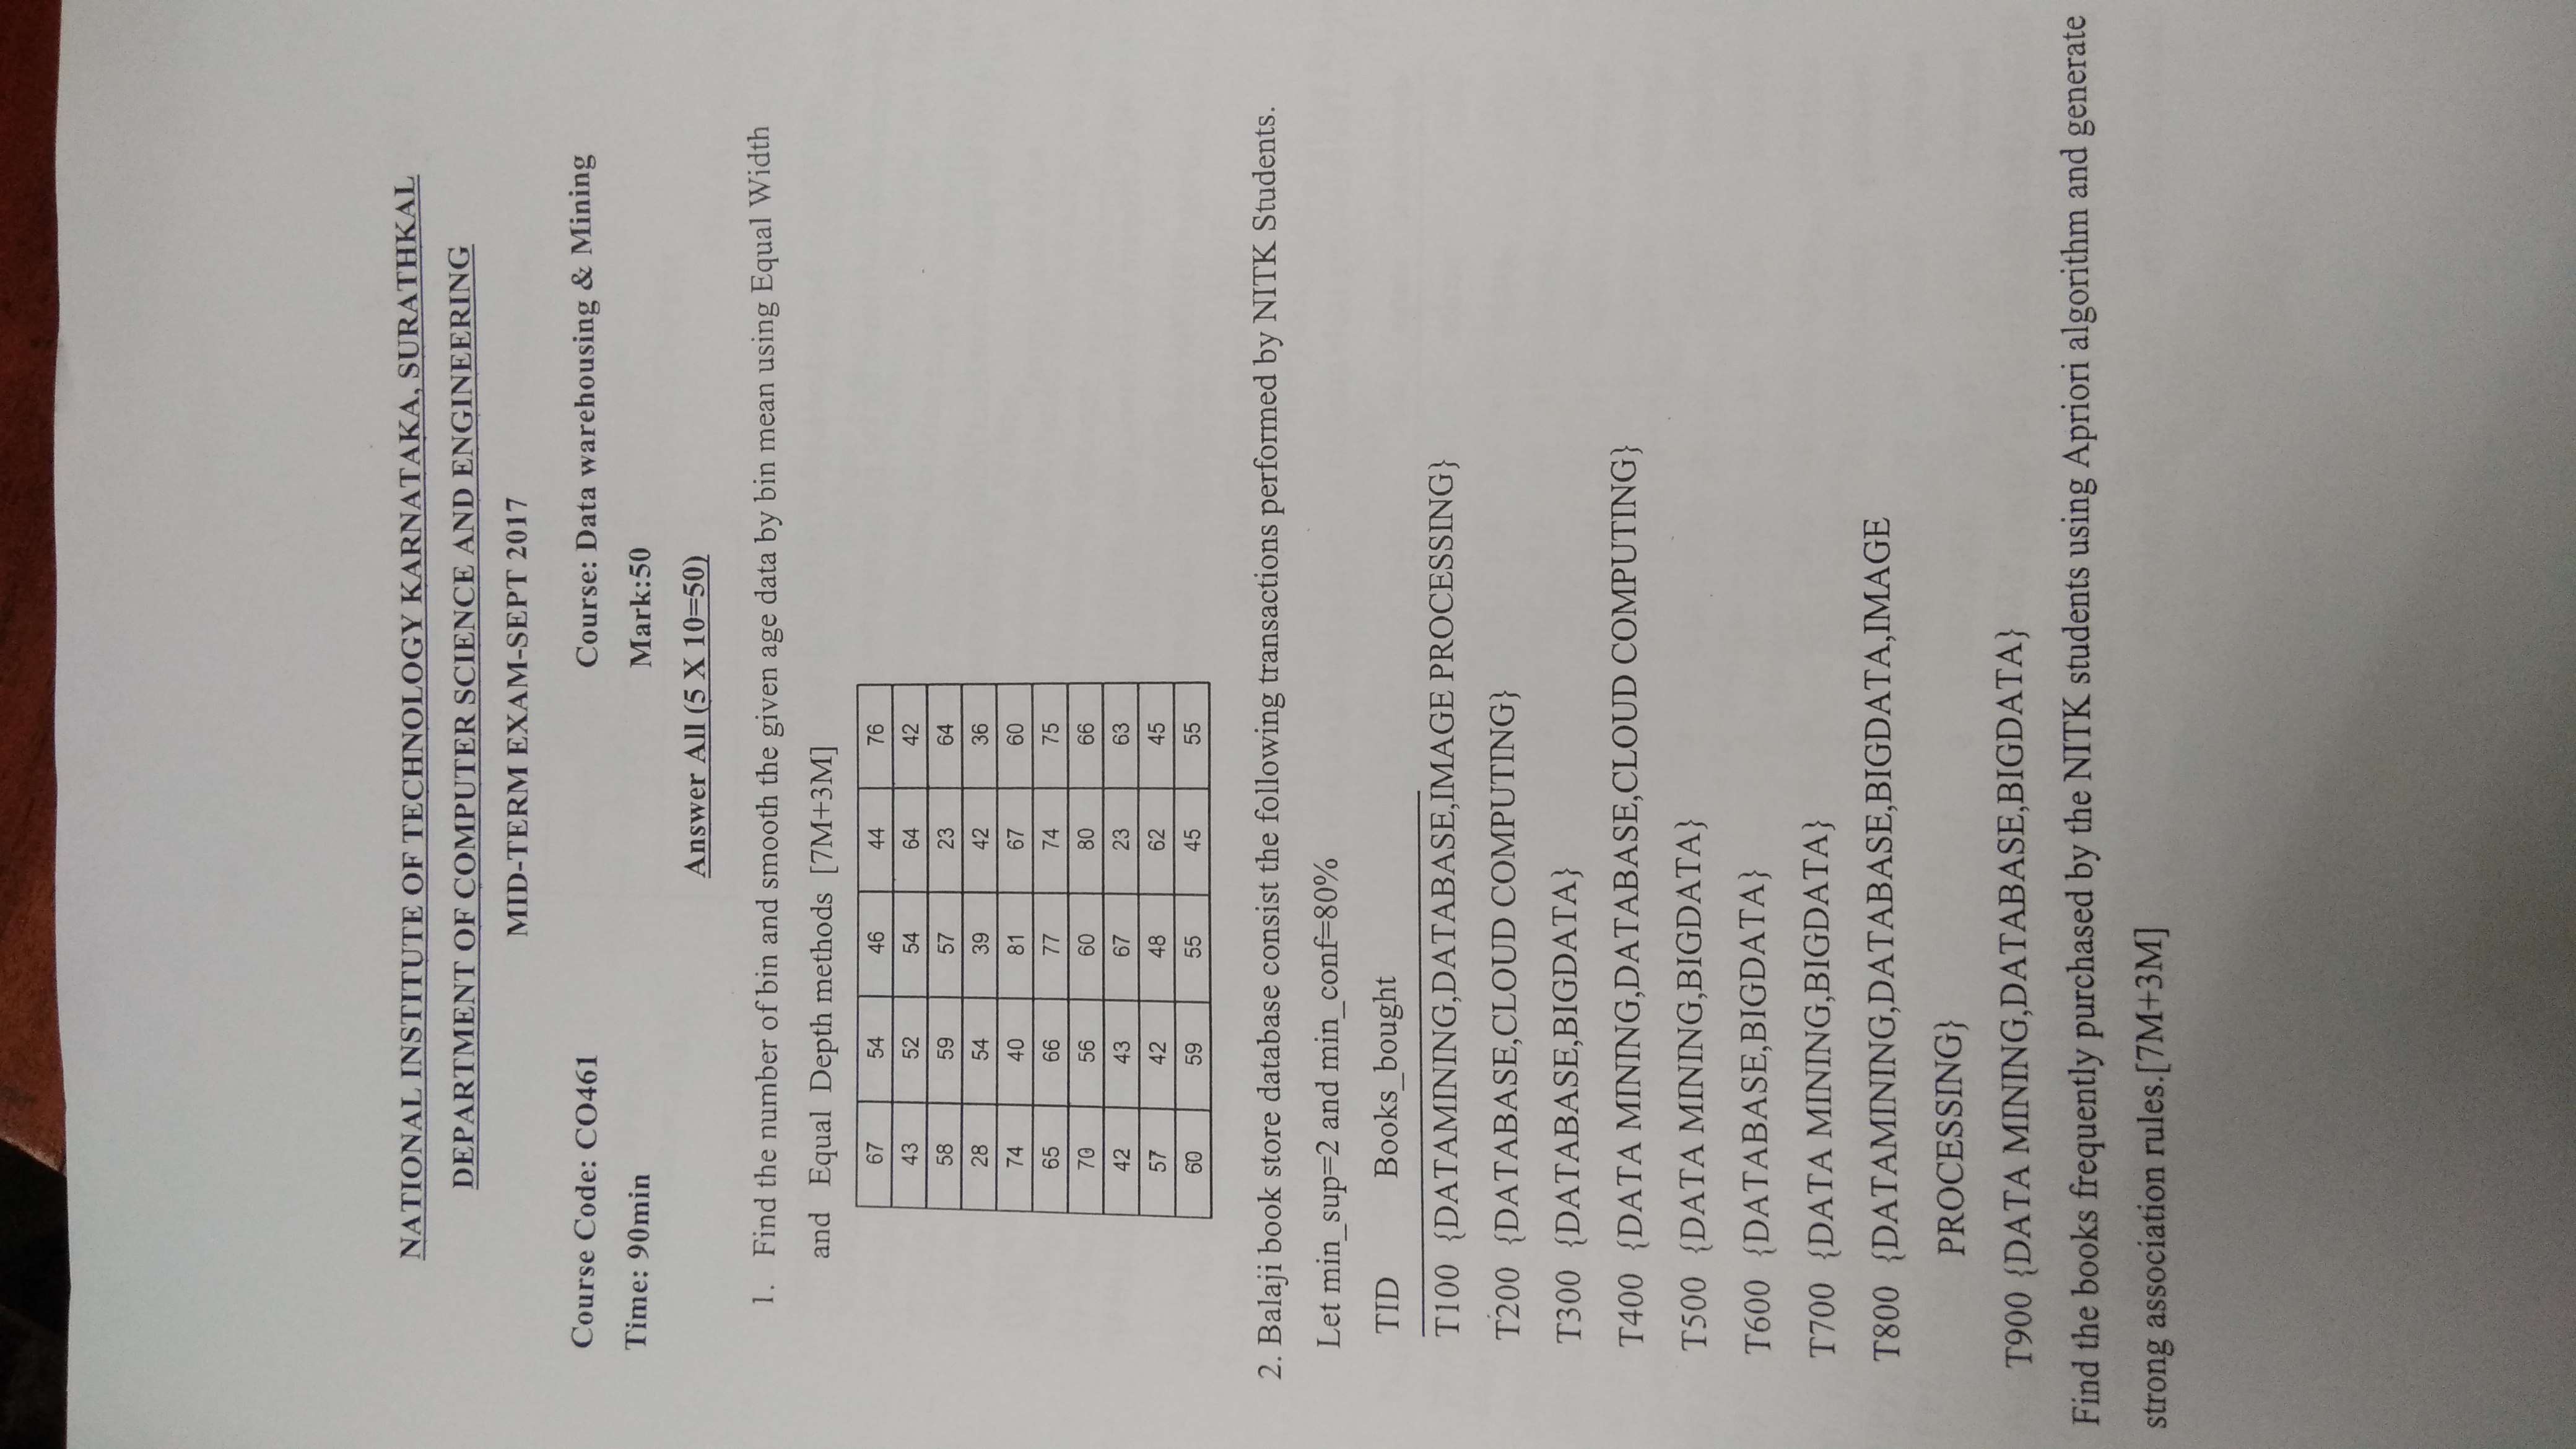 NATIONAL INSTITUTE OF TECHNOLOGY KARNATAKA, SURATHKAL
DEPARTMENT OF COMPUTER SCIENCE AND ENGINEERING
MID-TERM EXAM-SEPT 2017
Course Code: CO461 Course: Data warehousing & Mining
Time: 90min Mark:50
Answer All (5 X 10=50)
1. Find the number of bin and smooth the given age data by bin mean using Equal Width
and Equal Depth methods [7M+3M]
67 54 46 44 76
43 52 54 64 42
58 59 57 23 64
28 54 39 42 36
74 40 81 67 60
65 66 77 74 75
70 56 60 80 66
42 43 67 23 63
57 42 48 62 45
60 59 55 45 55
2. Balaji book store database consist the following transactions performed by NITK Students.
Let min_sup=2 and min_conf=80%
TID Books_bought
T100 {DATAMINING,DATABASE,IMAGE PROCESSING}
T200 {DATABASE,CLOUD COMPUTING}
T300 {DATABASE,BIGDATA}
T400 {DATA MINING,DATABASE,CLOUD COMPUTING}
T500 {DATA MINING,BIGDATA}
T600 {DATABASE,BIGDATA}
T700 {DATA MINING,BIGDATA}
T800 {DATAMINING,DATABASE,BIGDATA,IMAGE
PROCESSING}
T900 {DATA MINING,DATABASE,BIGDATA}
Find the books frequently purchased by the NITK students using Apriori algorithm and generate
strong association rules.[7M+3M]